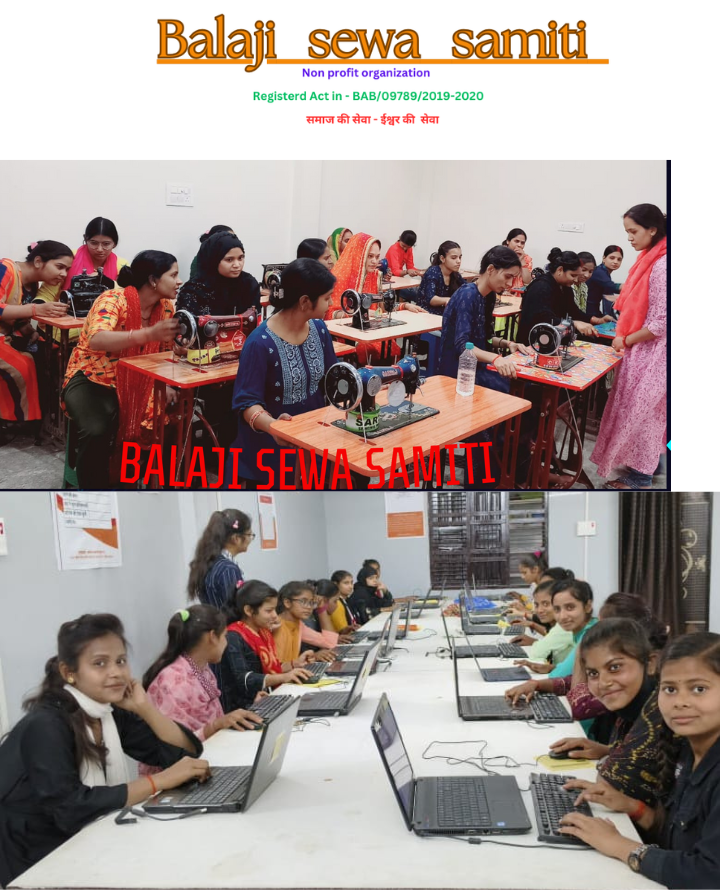 Balaji sewa samiti
Non profit organization
Registerd Act in - BAB/09789/2019-2020
समाज की सेवा - ईश्वर की सेवा
SAR
BALAJI SEWA SAMITI